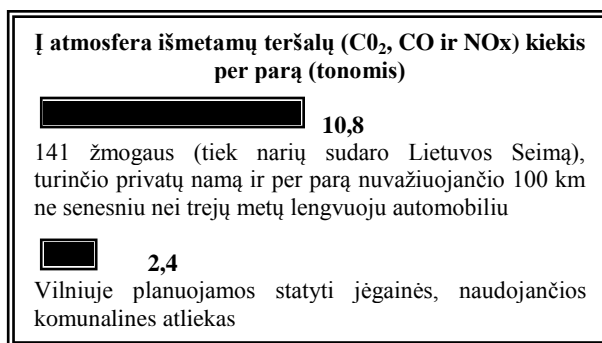 Į atmosfera išmetamų teršalų (C0₂, CO ir NOx) kiekis
per parą (tonomis)
10,8
141 žmogaus (tiek narių sudaro Lietuvos Seimą),
turinčio privatų namą ir per parą nuvažiuojančio 100 km
ne senesniu nei trejų metų lengvuoju automobiliu
2,4
Vilniuje planuojamos statyti jėgainės, naudojančios
komunalines atliekas